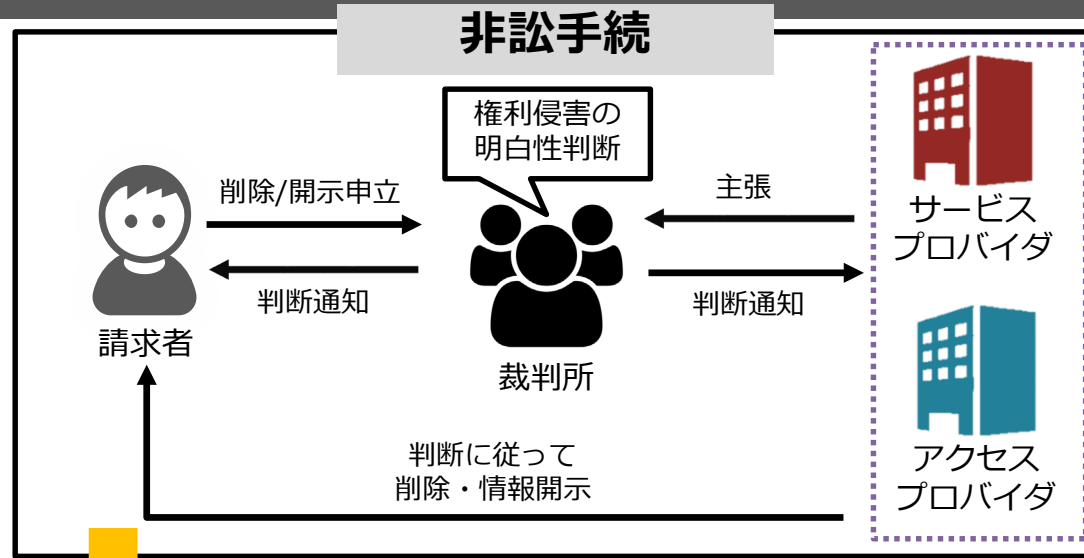 非訟手続
権利侵害の
明白性判断
削除/開示申立
主張
サービス
プロバイダ
判断通知
判断通知
請求者
裁判所
判断に従って
削除・情報開示
アクセス
プロバイダ